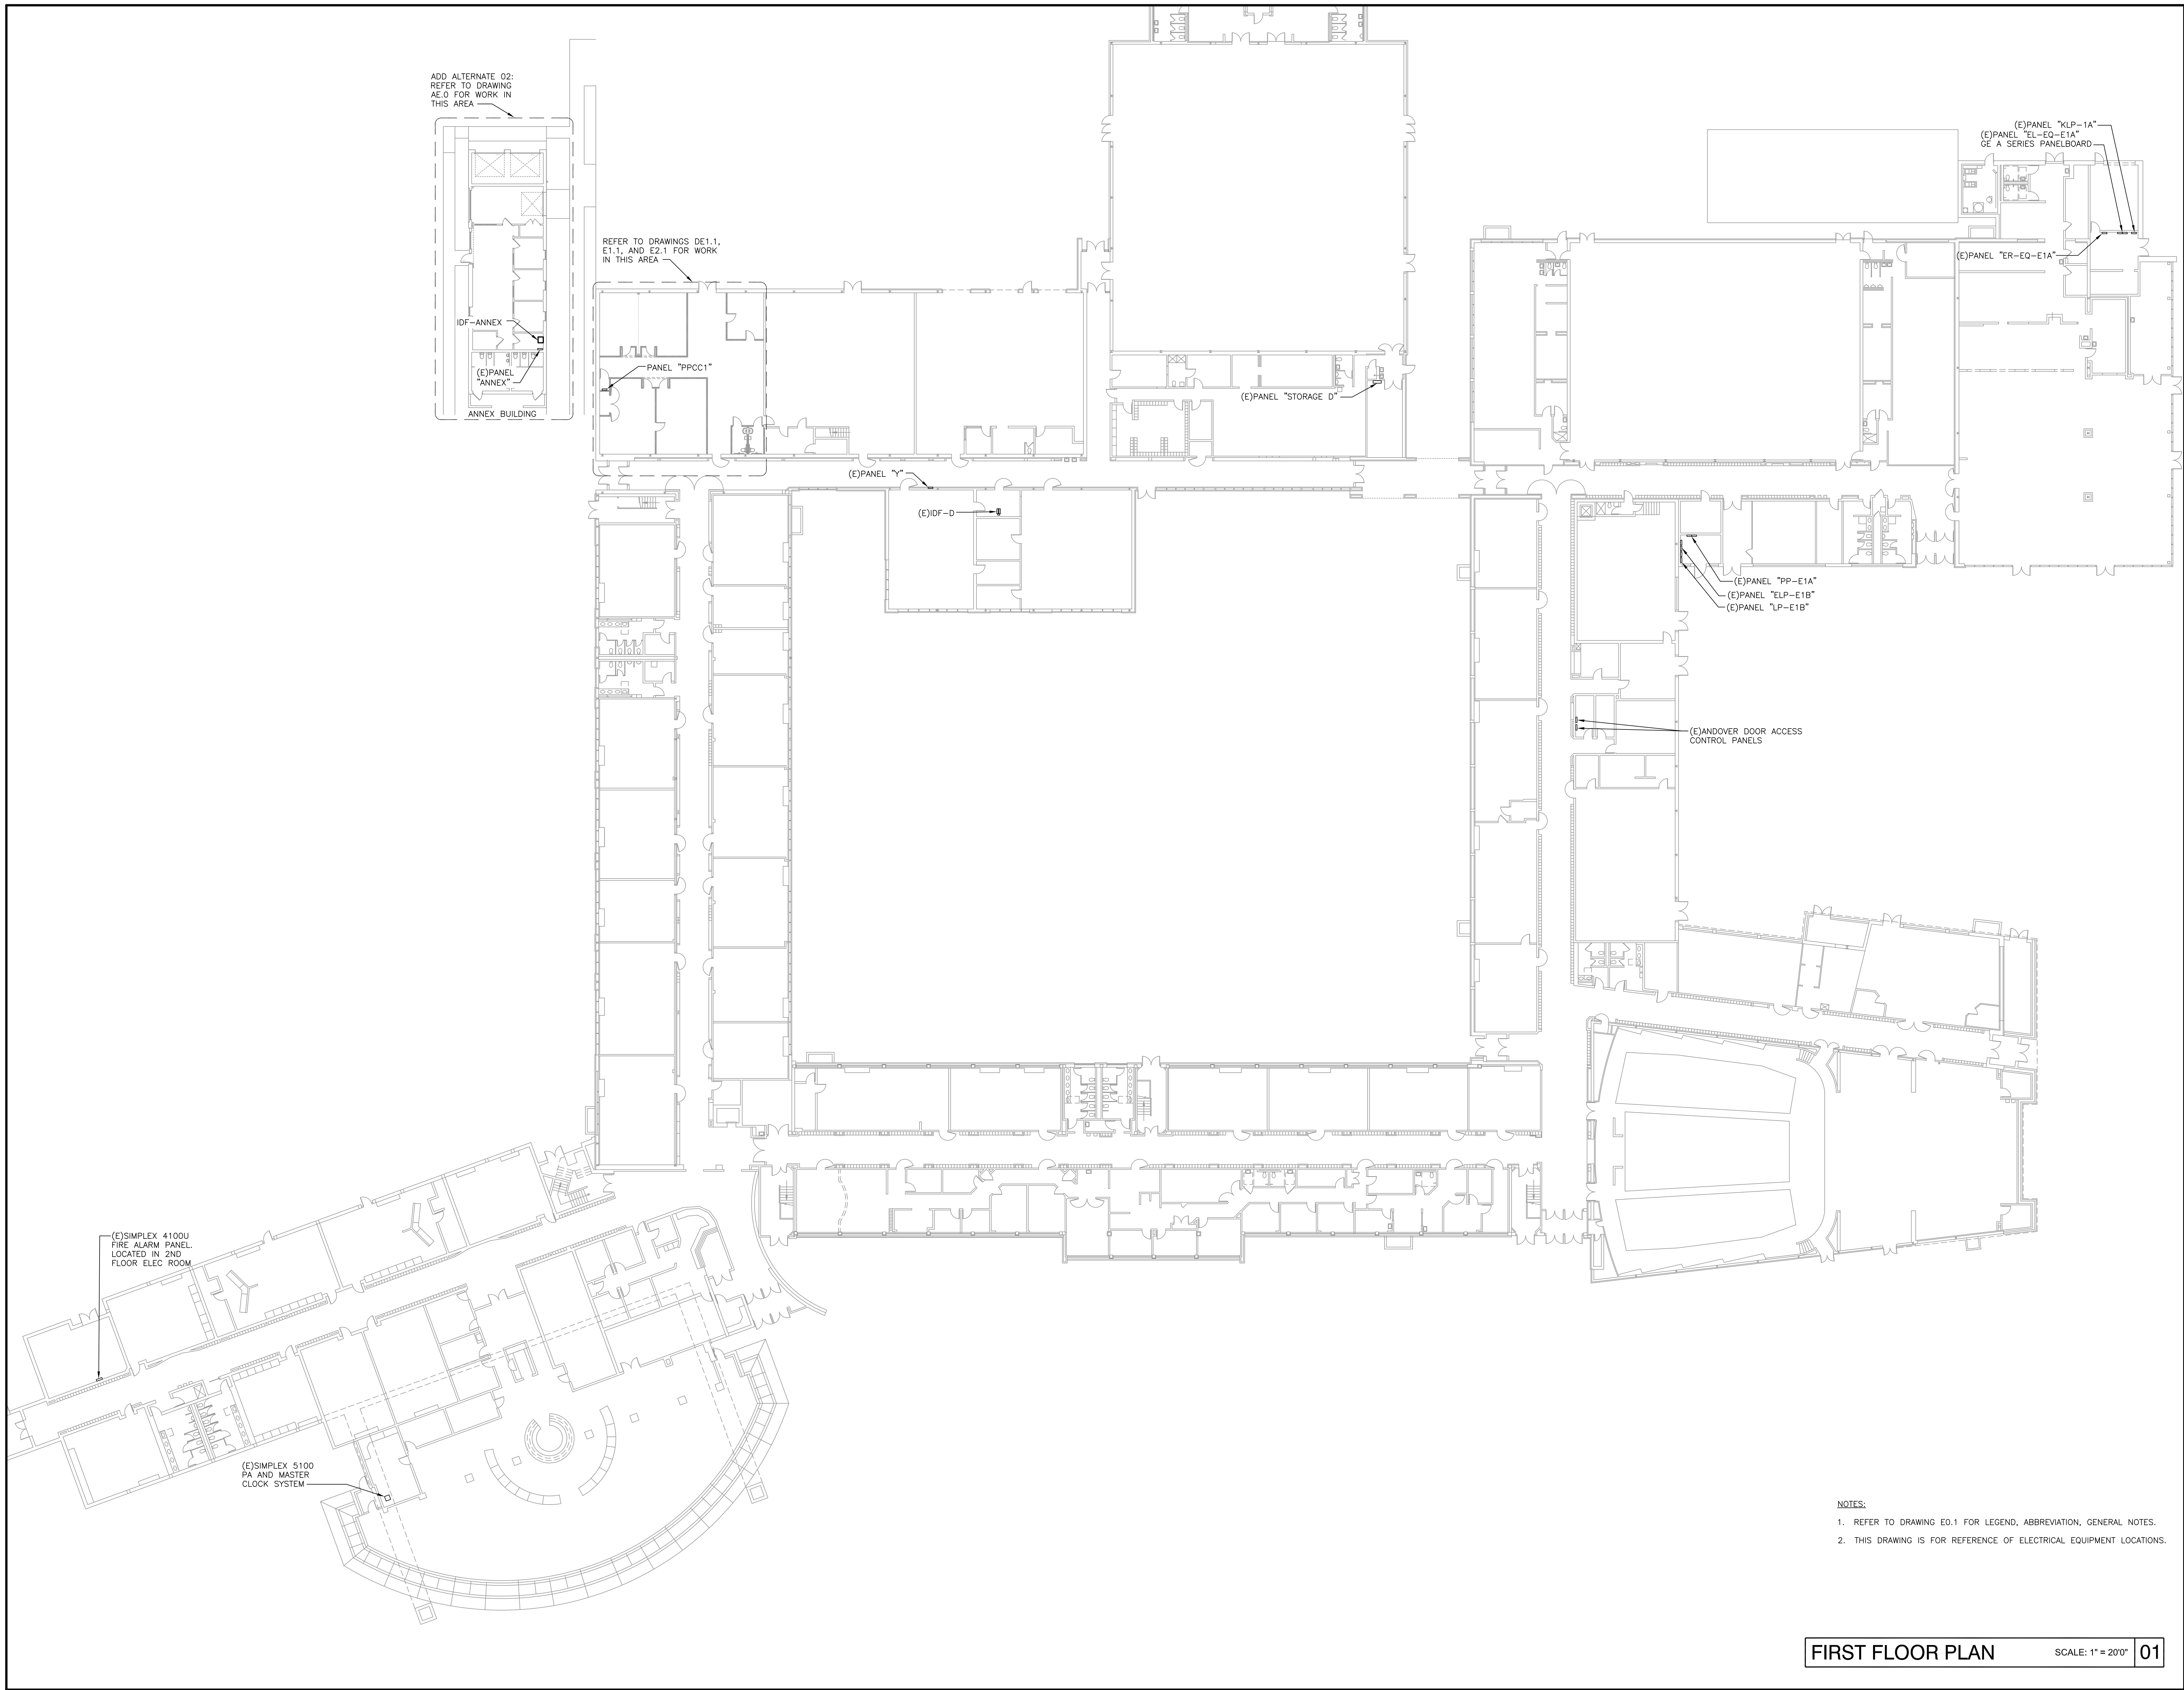 ADD ALTERNATE 02:
REFER TO DRAWING
AE.0 FOR WORK IN
THIS AREA
(E)PANEL "KLP-1A"
(E)PANEL "EL-EQ-E1A"
GE A SERIES PANELBOARD
REFER TO DRAWINGS DE1.1,
E1.1, AND E2.1 FOR WORK
IN THIS AREA
(E)PANEL "ER-EQ-E1A"
IDF-ANNEX
(E)PANEL
"ANNEX"
ANNEX BUILDING
PANEL "PPCC1"
(E)PANEL "STORAGE D"
(E)PANEL "Y"
(E)IDF-D
(E)PANEL "PP-E1A"
(E)PANEL "ELP-E1B"
(E)PANEL "LP-E1B"
(E)ANDOVER DOOR ACCESS
CONTROL PANELS
(E)SIMPLEX 4100U
FIRE ALARM PANEL.
LOCATED IN 2ND
FLOOR ELEC ROOM
(E)SIMPLEX 5100
PA AND MASTER
CLOCK SYSTEM
NOTES:
1. REFER TO DRAWING E0.1 FOR LEGEND, ABBREVIATION, GENERAL NOTES.
2. THIS DRAWING IS FOR REFERENCE OF ELECTRICAL EQUIPMENT LOCATIONS.
FIRST FLOOR PLAN SCALE: 1" = 20'0" 01